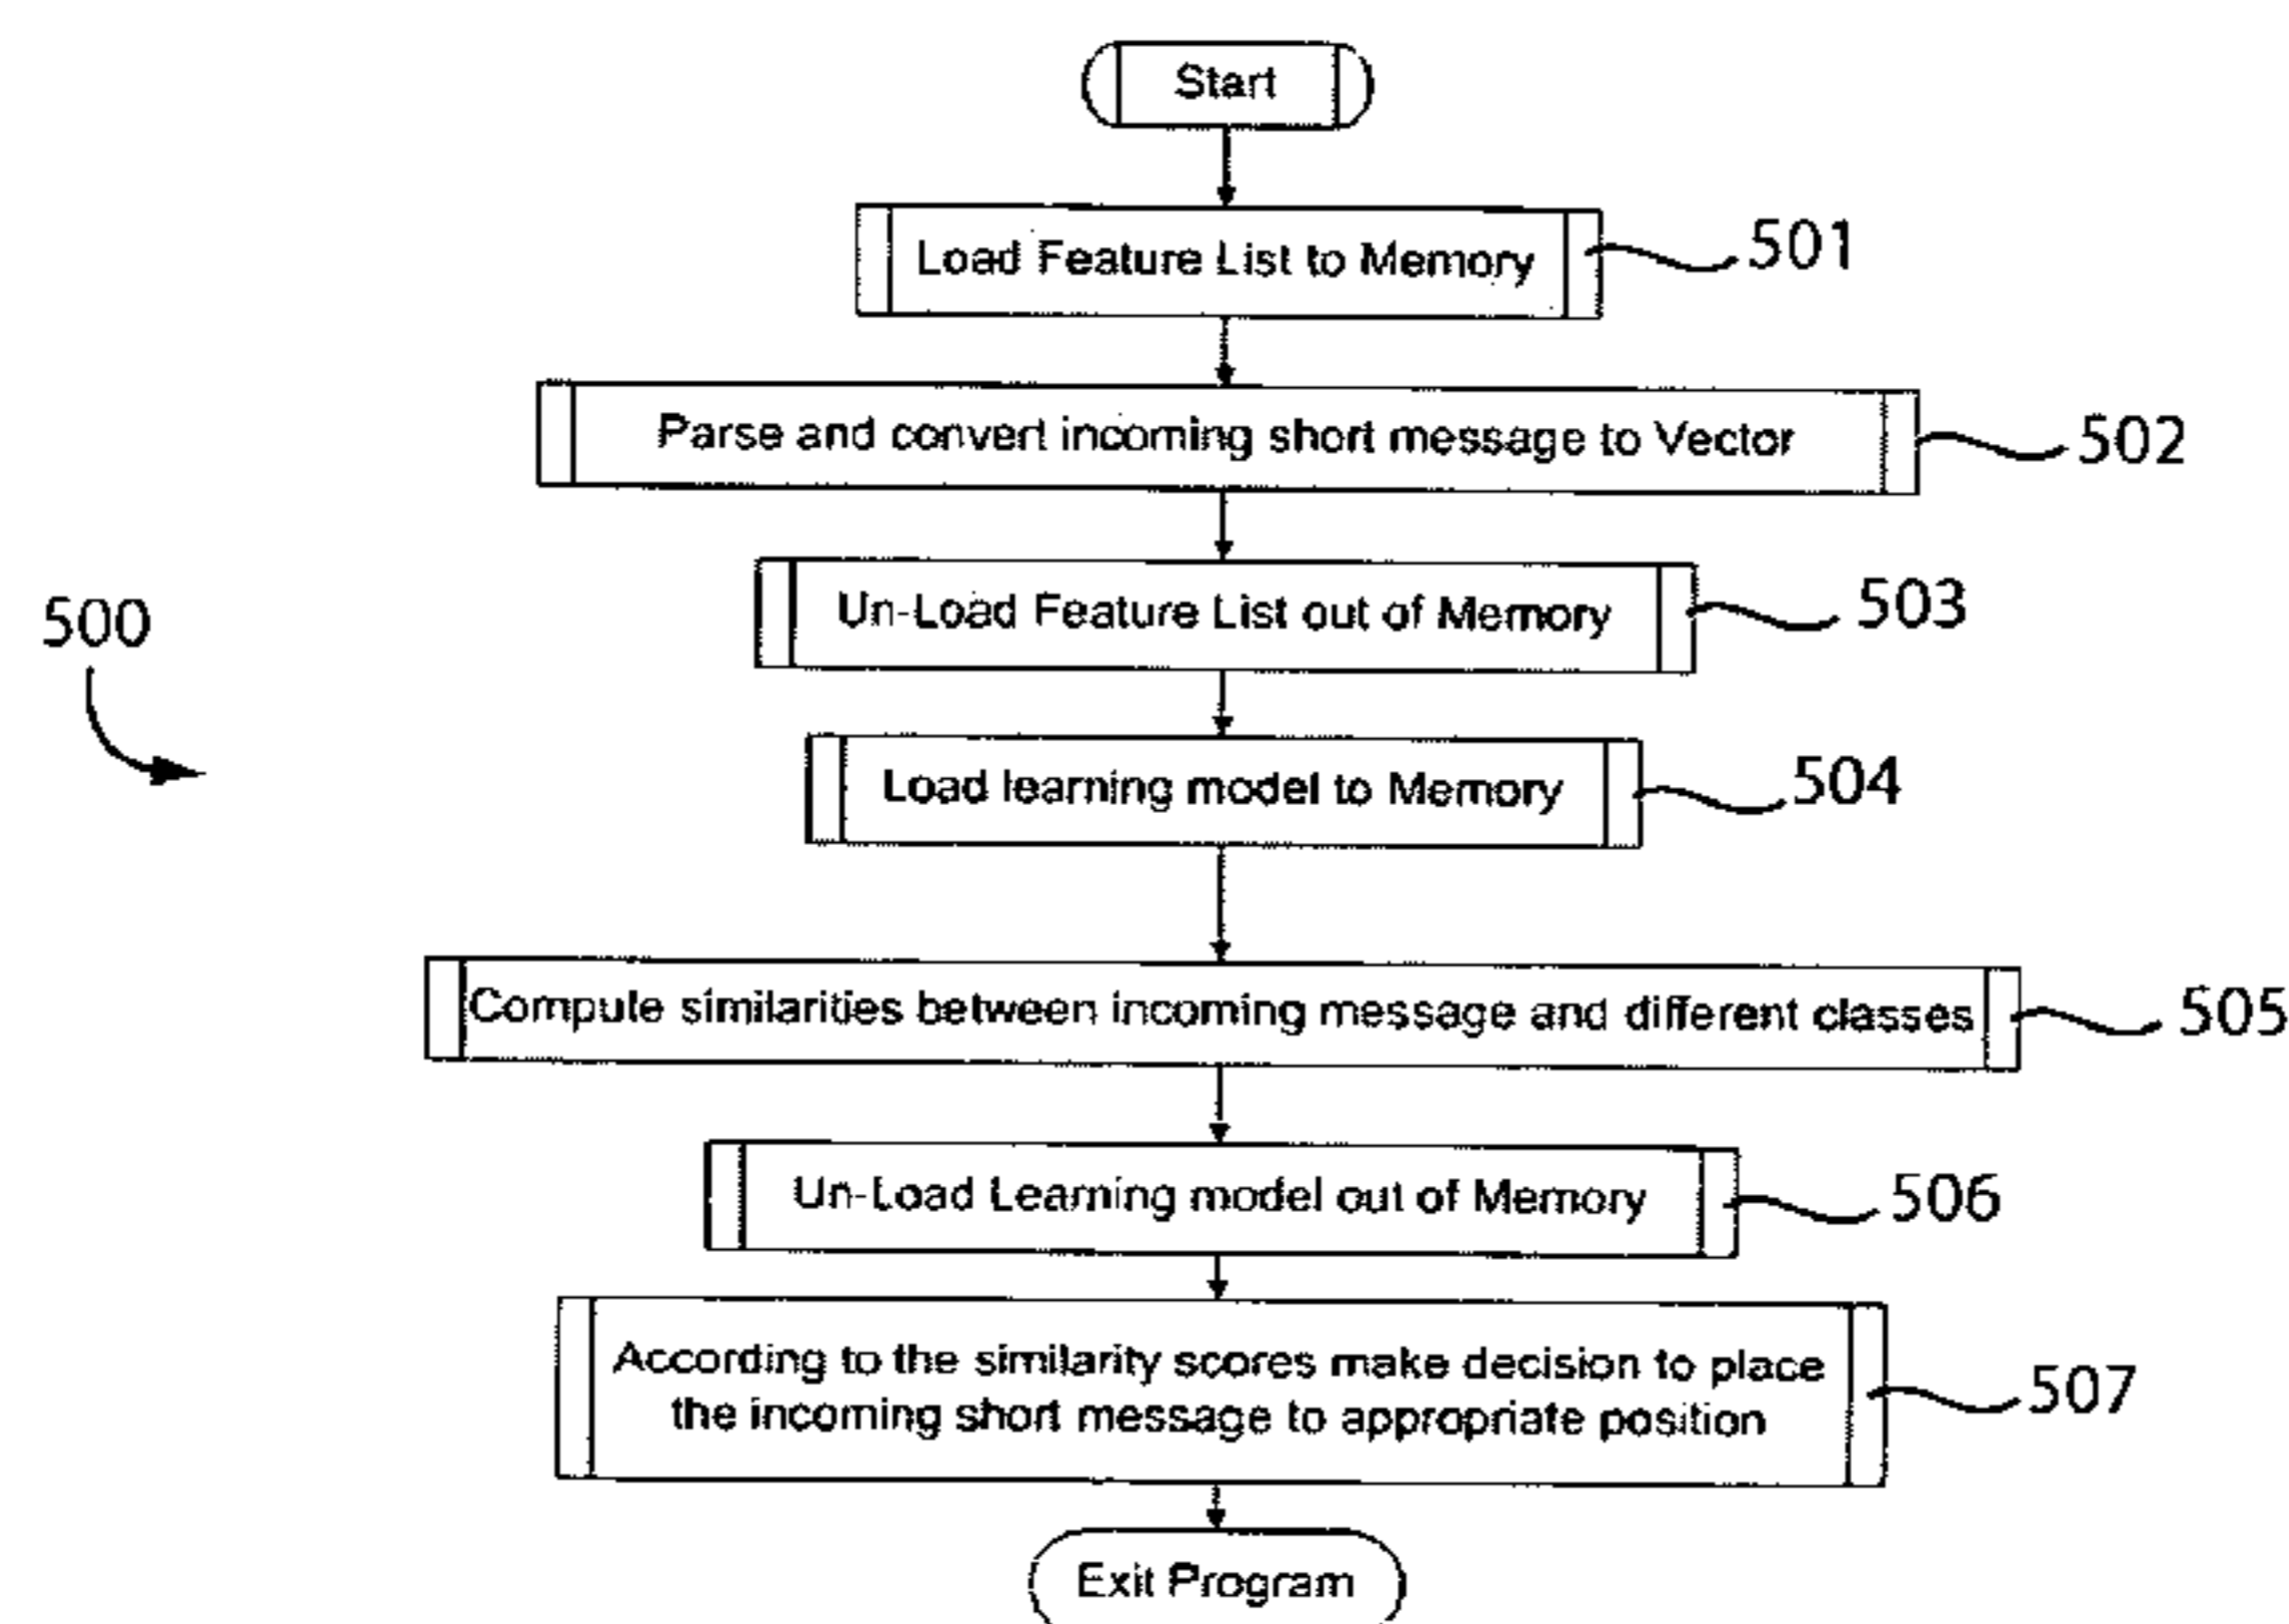 Start
Load Feature List to Memory
501
Parse and convert incoming short message to Vector
502
Un-Load Feature List out of Memory
503
500
Load learning model to Memory
504
Compute similarities between incoming message and different classes
505
Un-Load Learning model out of Memory
506
According to the similarity scores make decision to place
the incoming short message to appropriate position
507
Exit Program